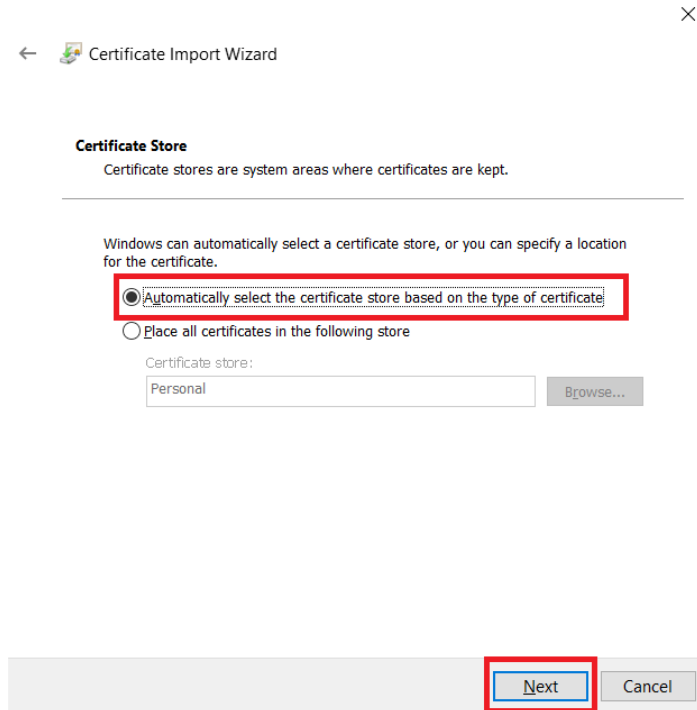 Certificate Import Wizard
Certificate Store
Certificate stores are system areas where certificates are kept.
Windows can automatically select a certificate store, or you can specify a location
for the certificate.
Automatically select the certificate store based on the type of certificate
Place all certificates in the following store
Certificate store:
Personal
Browse...
Next
Cancel